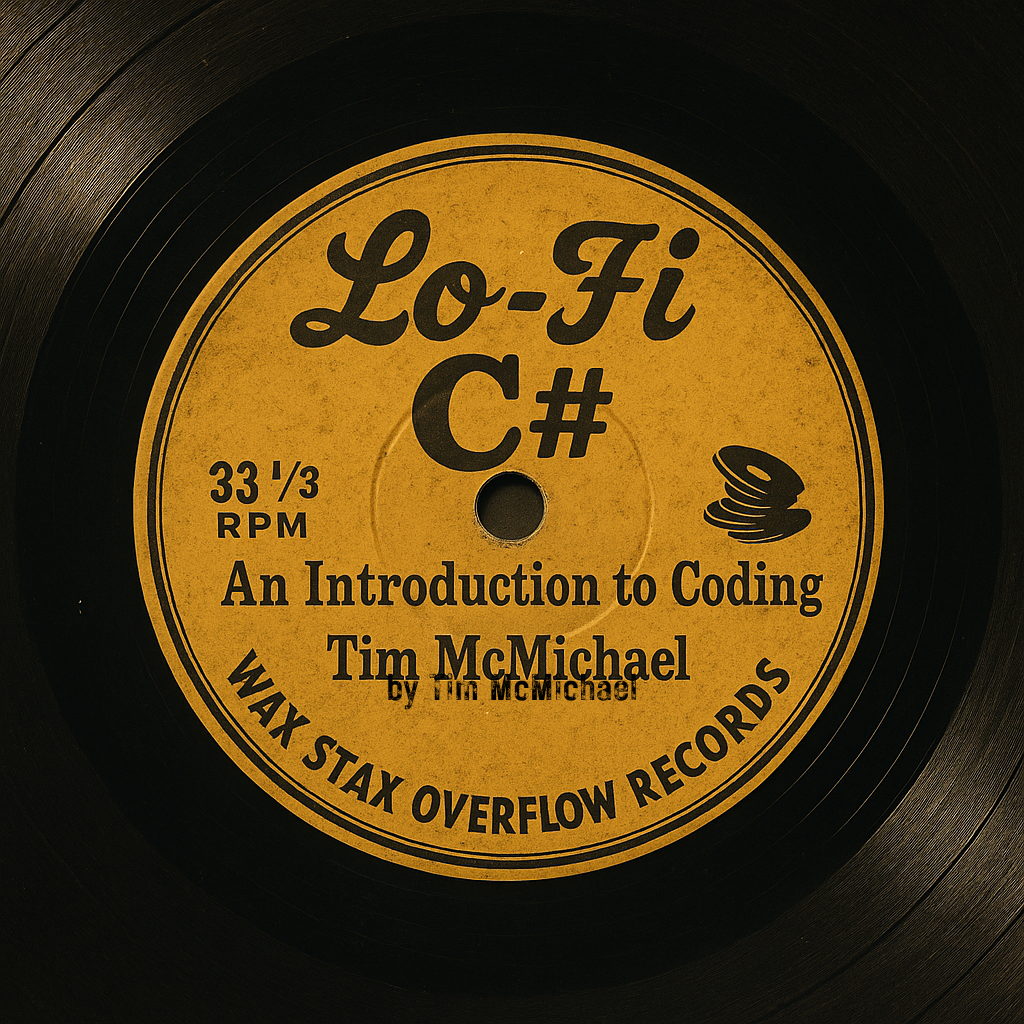 Lo-Fi
C#
33 1/3
RPM
An Introduction to Coding
Tim McMichael
by Tim McMichael
WAX STAX OVERFLOW RECORDS